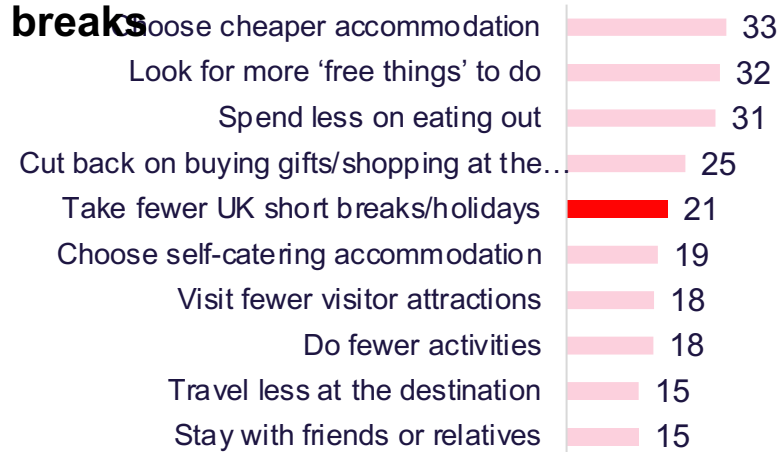 breaks
Choose cheaper accommodation 33
Look for more ‘free things’ to do 32
Spend less on eating out 31
Cut back on buying gifts/shopping at the… 25
Take fewer UK short breaks/holidays 21
Choose self-catering accommodation 19
Visit fewer visitor attractions 18
Do fewer activities 18
Travel less at the destination 15
Stay with friends or relatives 15